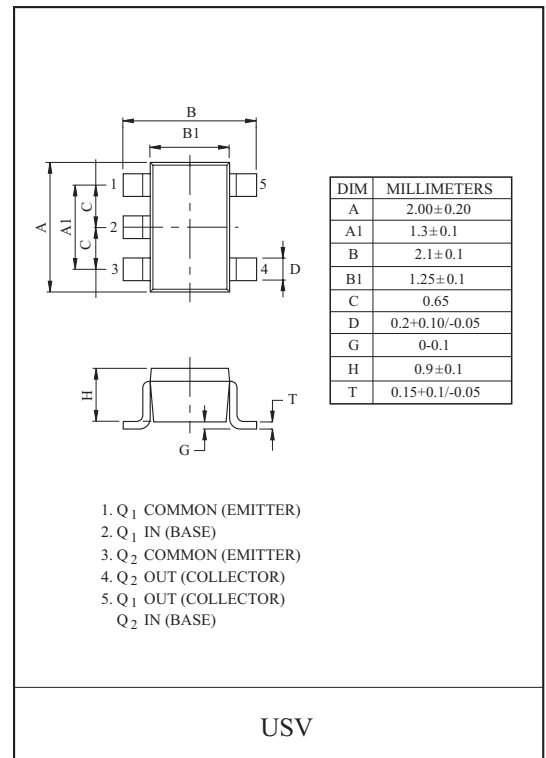 B
B1
1
5
A
A1
C
2
C
3
4
D
DIM MILLIMETERS
A 2.00±0.20
A1 1.3±0.1
B 2.1±0.1
B1 1.25±0.1
C 0.65
D 0.2+0.10/-0.05
G 0-0.1
H 0.9±0.1
T 0.15+0.1/-0.05
H
T
G
1. Q1 COMMON (EMITTER)
2. Q1 IN (BASE)
3. Q2 COMMON (EMITTER)
4. Q2 OUT (COLLECTOR)
5. Q1 OUT (COLLECTOR)
Q2 IN (BASE)
USV